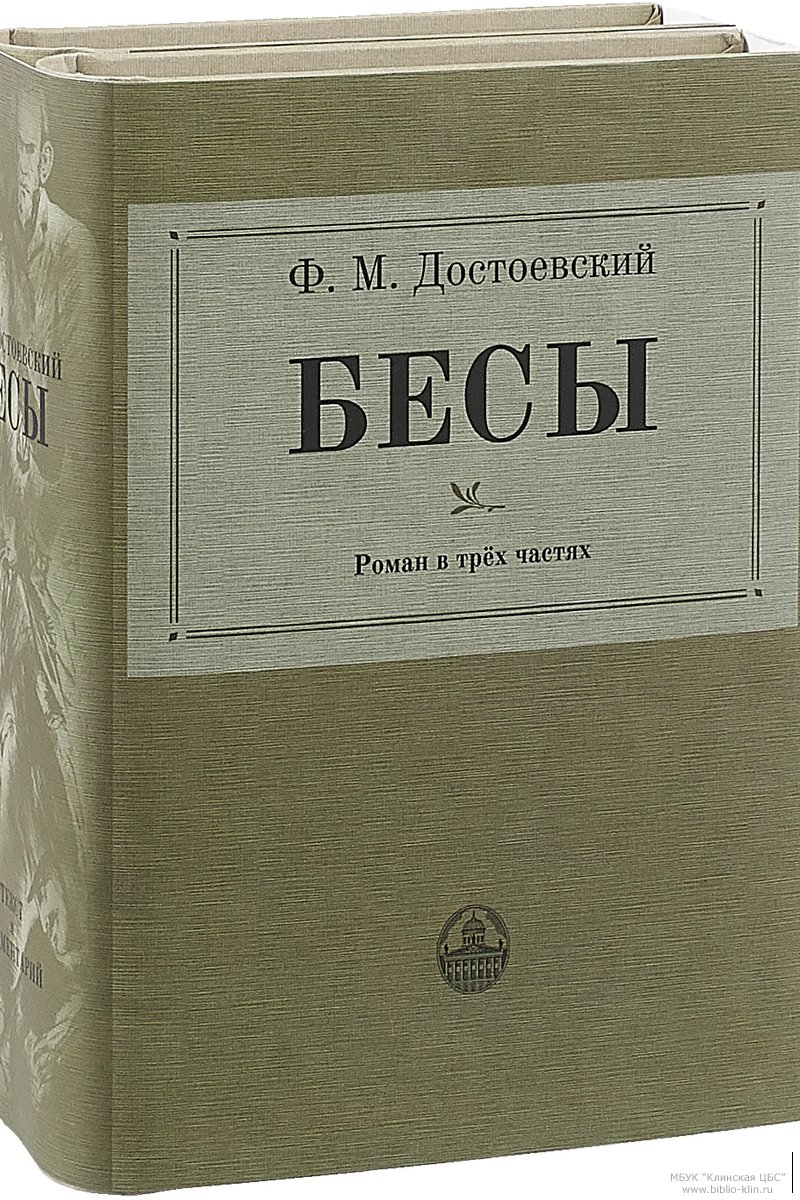 Ф. М. Достоевский
БЕСЫ
Роман в трёх частях
МБУК "Клинская ЦБС"
www.biblio-klin.ru